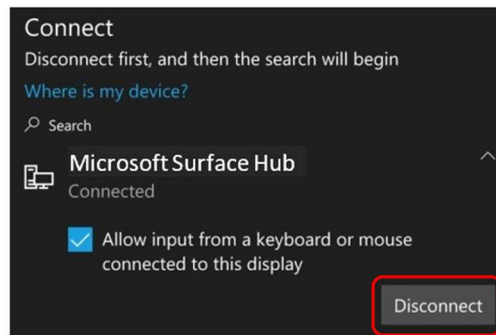 Connect
Disconnect first, and then the search will begin
Where is my device?
Search
Microsoft Surface Hub
Connected
Allow input from a keyboard or mouse
connected to this display
Disconnect